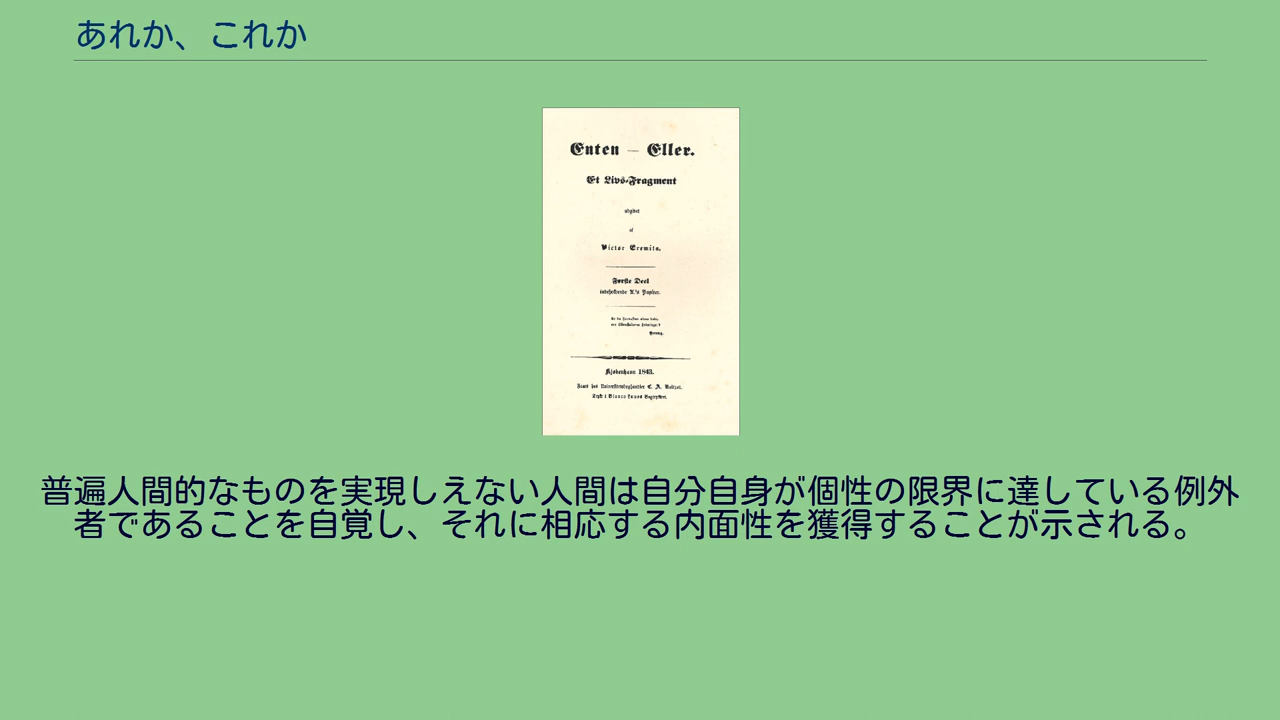 あれか、これか
Enten — Eller.
Et Livs-Fragment
udgivet
af
Victor Eremita.
Første Deel
indeholdende A.'s Papirer.
Kjøbenhavn 1843.
普遍人間的なものを実現しえない人間は自分自身が個性の限界に達している例外
者であることを自覚し、それに相応する内面性を獲得することが示される。